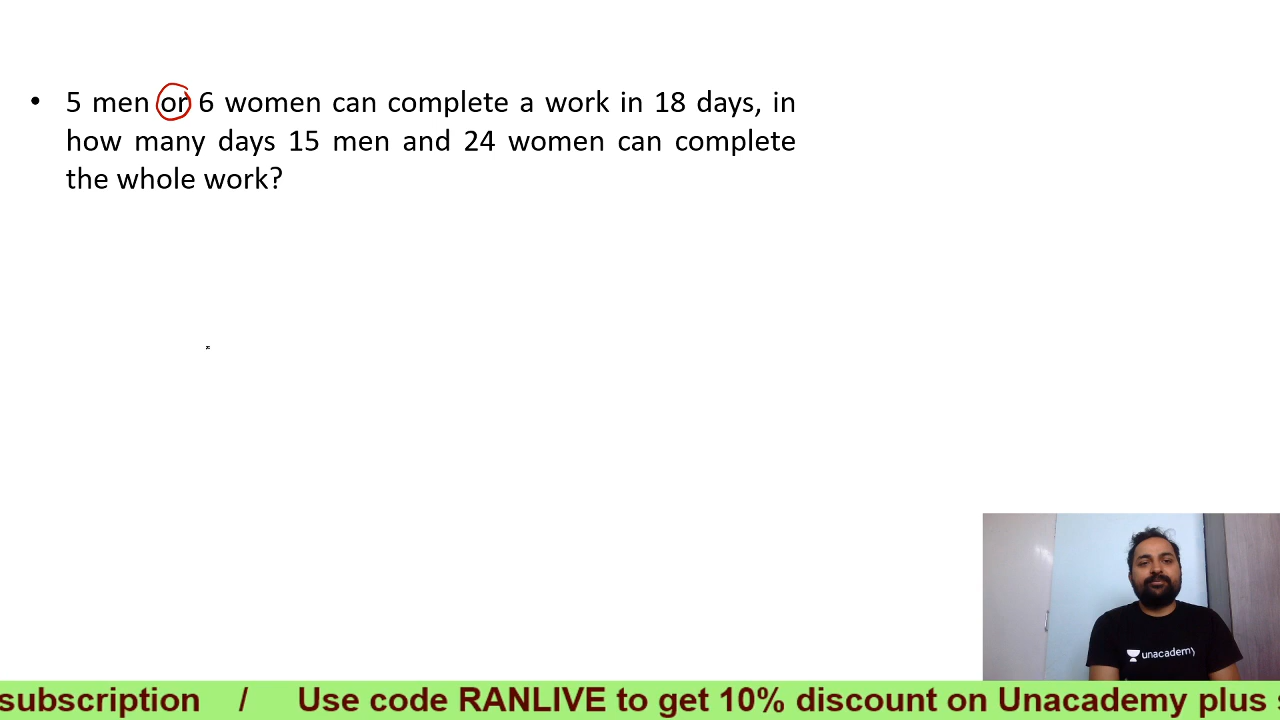 • 5 men or 6 women can complete a work in 18 days, in
how many days 15 men and 24 women can complete
the whole work?
unacademy
subscription / Use code RANLIVE to get 10% discount on Unacademy plus